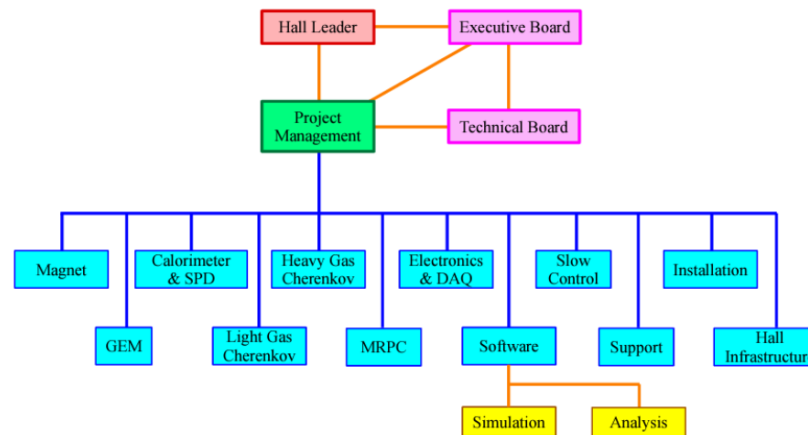 Hall Leader
Executive Board
Project
Management
Technical Board
Magnet
Calorimeter
& SPD
Heavy Gas
Cherenkov
Electronics
& DAQ
Slow
Control
Installation
GEM
Light Gas
Cherenkov
MRPC
Software
Support
Hall
Infrastructure
Simulation
Analysis